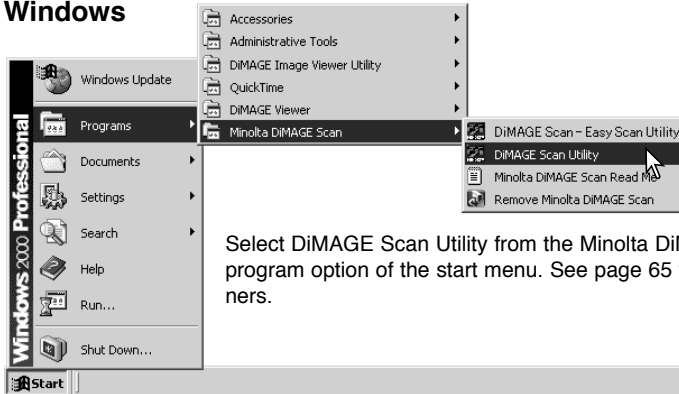 Windows
Accessories
Administrative Tools
DiMAGE Image Viewer Utility
QuickTime
DiMAGE Viewer
Minolta DiMAGE Scan
Windows Update
Programs
Documents
Settings
Search
Help
Run...
Shut Down...
Windows 2000 Professional
DiMAGE Scan - Easy Scan Utility
DiMAGE Scan Utility
Minolta DiMAGE Scan Read Me
Remove Minolta DiMAGE Scan
Select DiMAGE Scan Utility from the Minolta
program option of the start menu. See page 65
ners.
Start